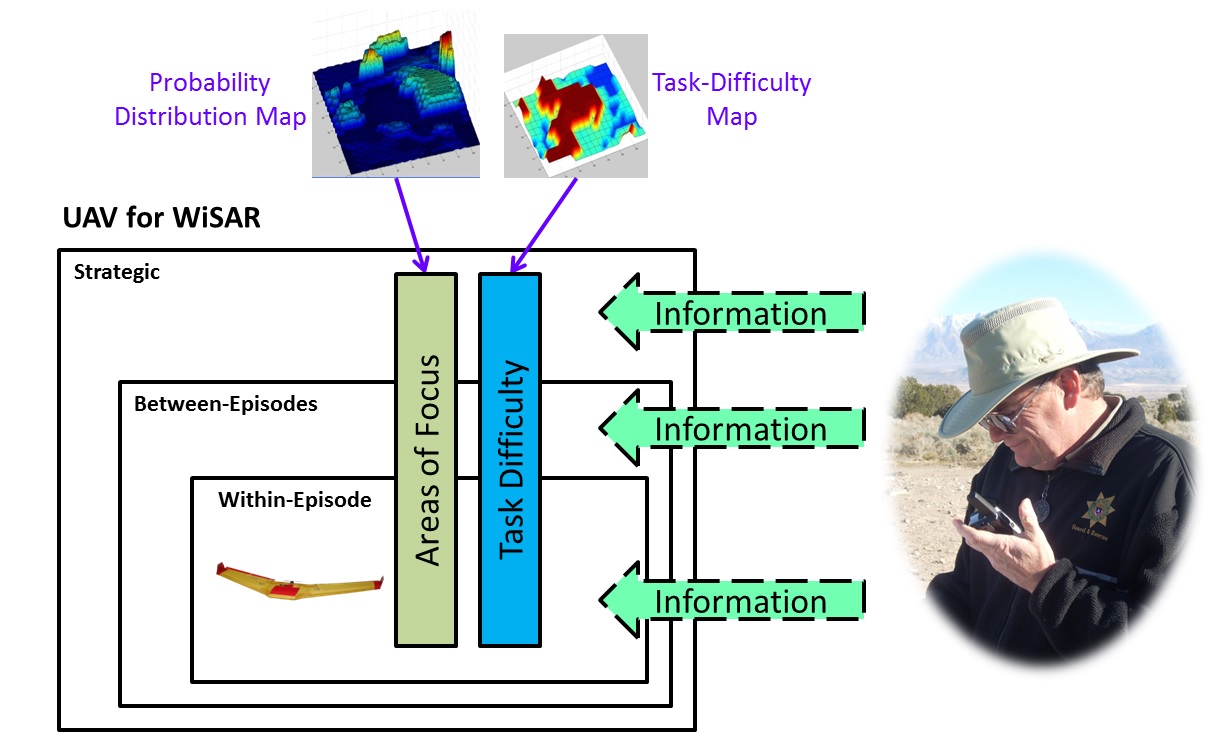 Probability
Distribution Map
Task-Difficulty
Map
UAV for WiSAR
Strategic
Information
Between-Episodes
Information
Within-Episode
Information
Areas of Focus
Task Difficulty